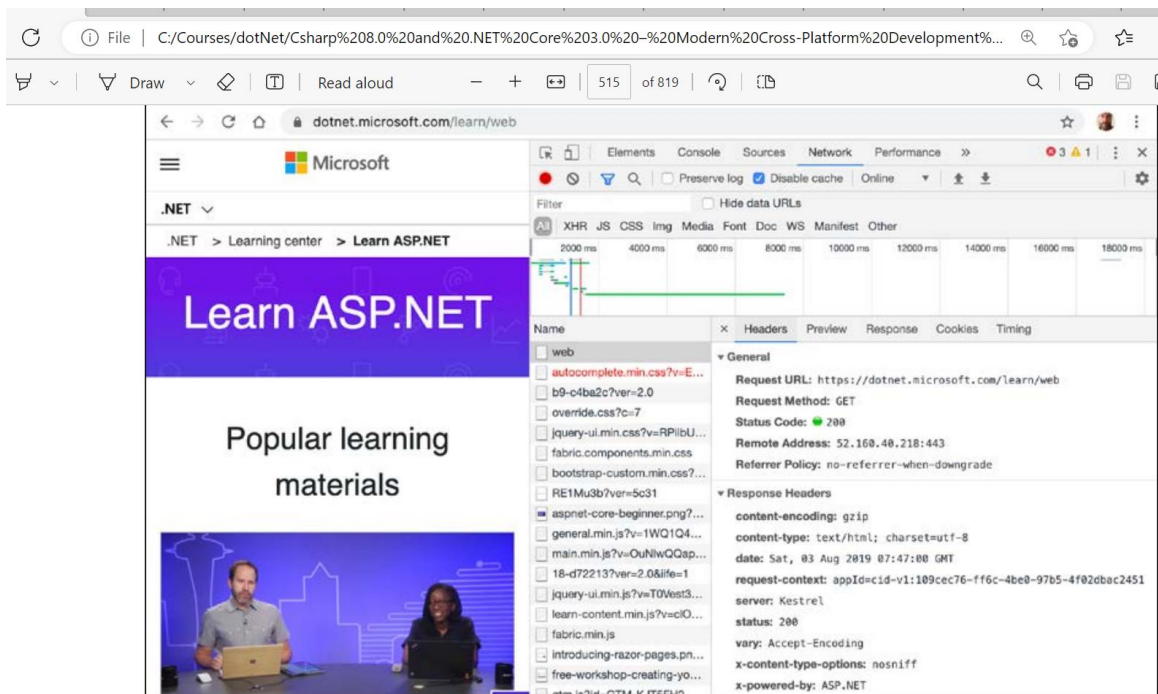 File C:/Courses/dotNet/Csharp%208.0%20and%20.NET%20Core%203.0%20–%20Modern%20Cross-Platform%20Development%...
Draw Read aloud 515 of 819
dotnet.microsoft.com/learn/web
Microsoft
.NET
.NET > Learning center > Learn ASP.NET
Learn ASP.NET
Popular learning
materials
Elements Console Sources Network Performance » 3 1
Preserve log Disable cache Online
Filter Hide data URLs
All XHR JS CSS Img Media Font Doc WS Manifest Other
2000 ms 4000 ms 6000 ms 8000 ms 10000 ms 12000 ms 14000 ms 16000 ms 18000 ms
Name
web
autocomplete.min.css?v=E...
b9-c4ba2c?ver=2.0
override.css?c=7
jquery-ui.min.css?v=RPIlbU...
fabric.components.min.css
bootstrap-custom.min.css?...
RE1Mu3b?ver=5c31
aspnet-core-beginner.png?...
general.min.js?v=1WQ1Q4...
main.min.js?v=OuNlwQQap...
18-d72213?ver=2.0&iife=1
jquery-ui.min.js?v=T0Vest3...
learn-content.min.js?v=clO...
fabric.min.js
introducing-razor-pages.pn...
free-workshop-creating-yo...
× Headers Preview Response Cookies Timing
General
Request URL: https://dotnet.microsoft.com/learn/web
Request Method: GET
Status Code: 200
Remote Address: 52.160.40.218:443
Referrer Policy: no-referrer-when-downgrade
Response Headers
content-encoding: gzip
content-type: text/html; charset=utf-8
date: Sat, 03 Aug 2019 07:47:00 GMT
request-context: appId=cid-v1:109cec76-ff6c-4be0-97b5-4f02dbac2451
server: Kestrel
status: 200
vary: Accept-Encoding
x-content-type-options: nosniff
x-powered-by: ASP.NET